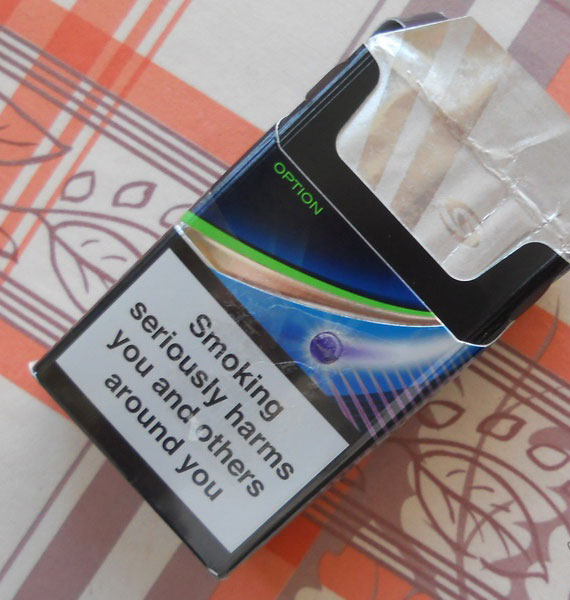 OPTION
Smoking
seriously harms
you and others
around you